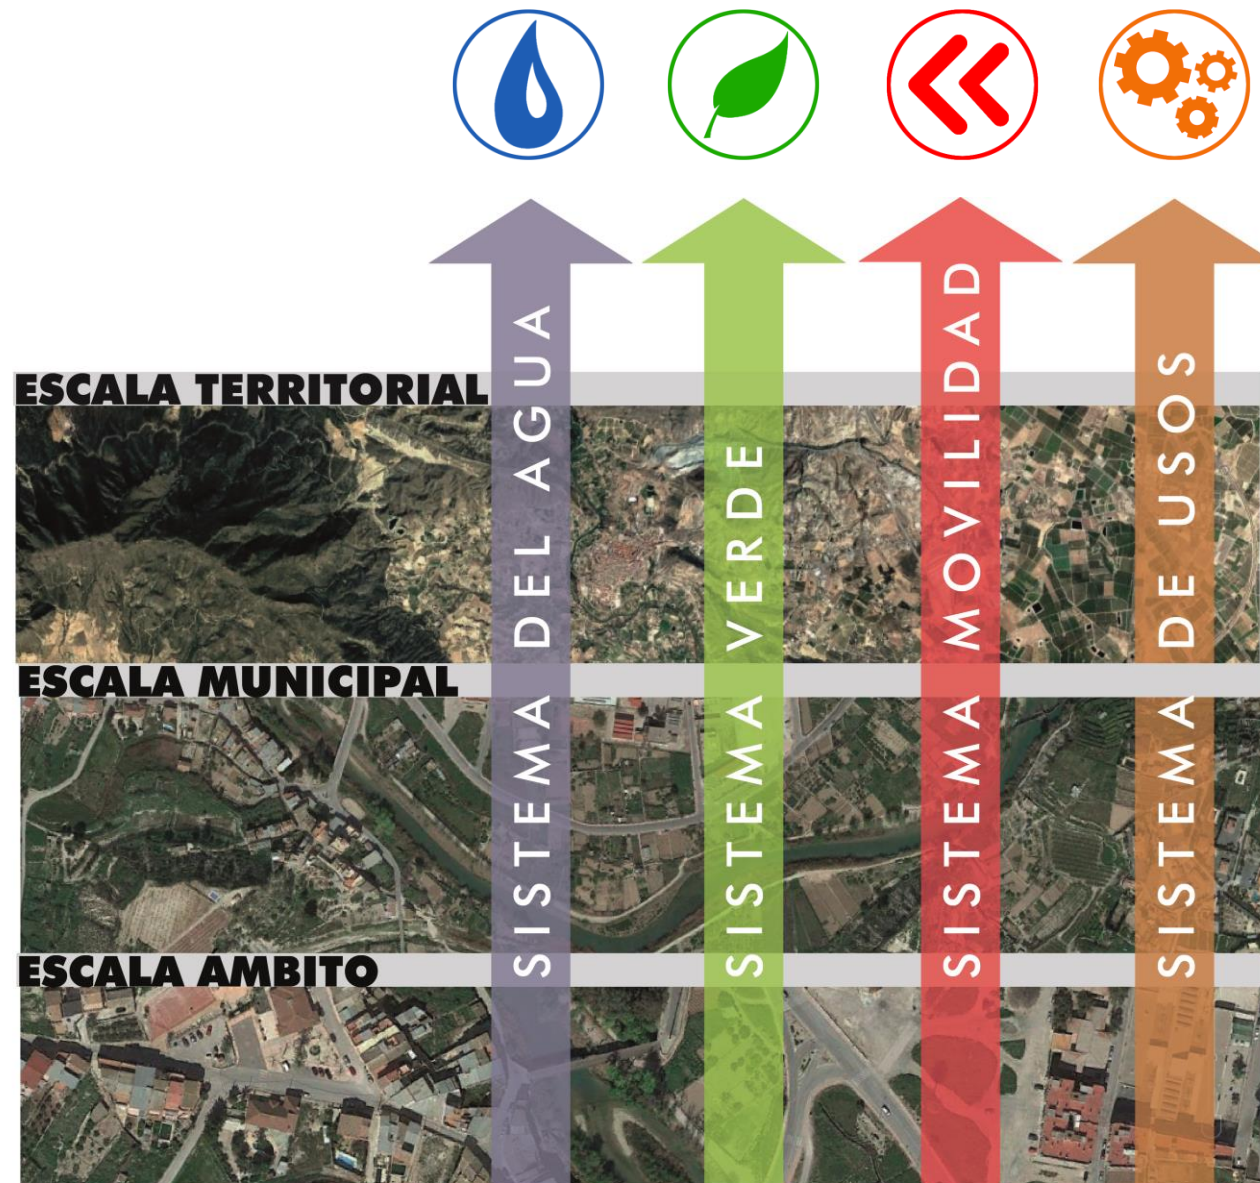 ESCALA TERRITORIAL
ESCALA MUNICIPAL
ESCALA AMBITO
SISTEMA DEL AGUA
SISTEMA VERDE
SISTEMA MOVILIDAD
SISTEMA DE USOS